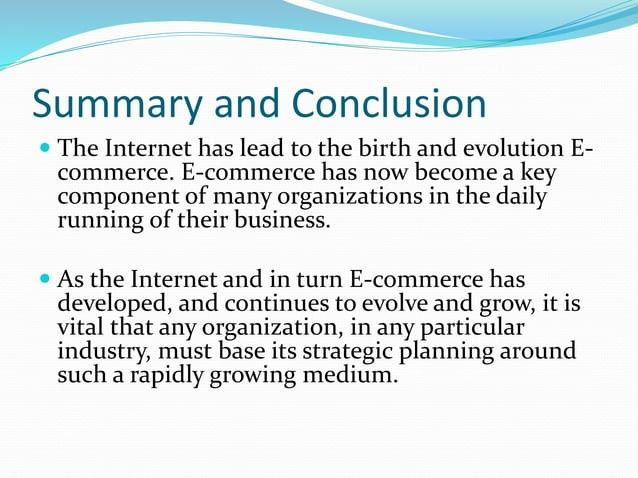 Summary and Conclusion
• The Internet has lead to the birth and evolution E-
commerce. E-commerce has now become a key
component of many organizations in the daily
running of their business.
• As the Internet and in turn E-commerce has
developed, and continues to evolve and grow, it is
vital that any organization, in any particular
industry, must base its strategic planning around
such a rapidly growing medium.